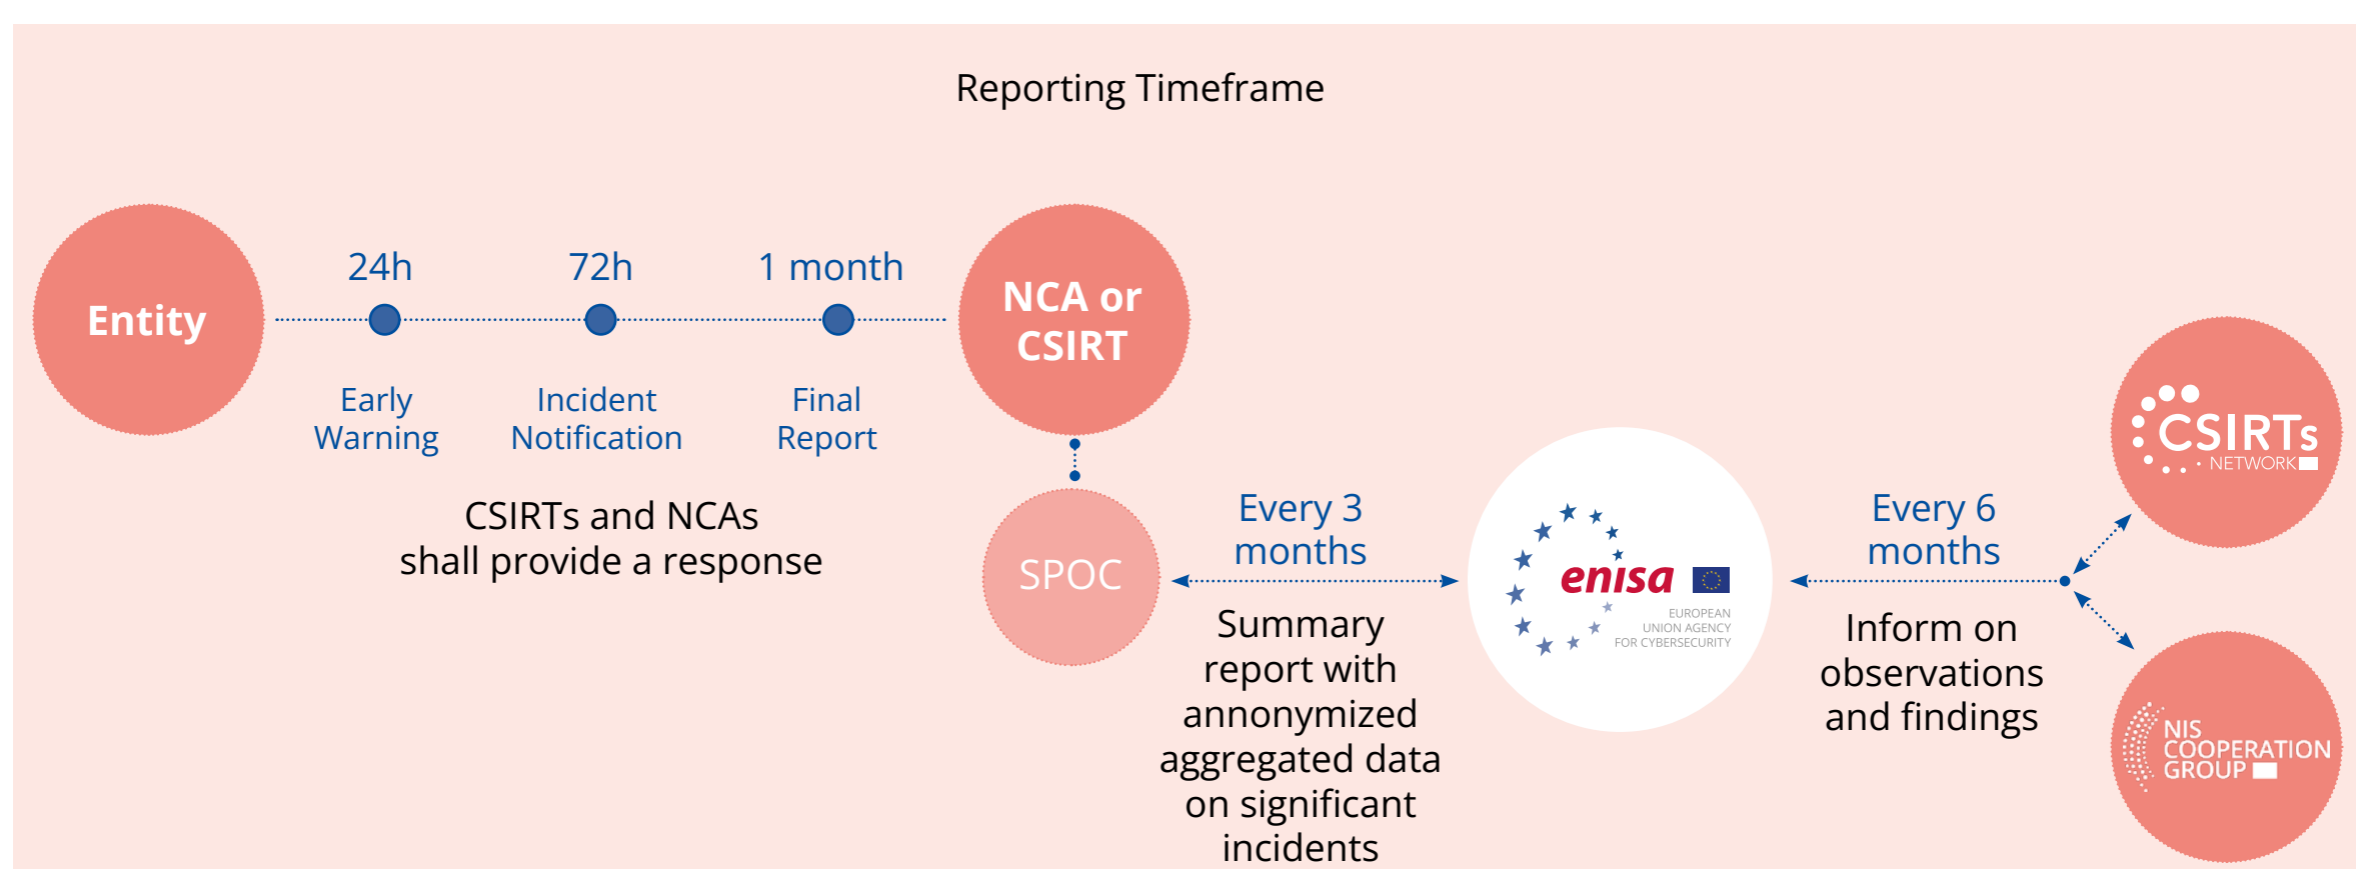 Reporting Timeframe
Entity
24h
72h
1 month
Early
Warning
Incident
Notification
Final
Report
CSIRTs and NCAs
shall provide a response
NCA or
CSIRT
SPOC
Every 3
months
Summary
report with
annonymized
aggregated data
on significant
incidents
enisa
EUROPEAN
UNION AGENCY
FOR CYBERSECURITY
Every 6
months
Inform on
observations
and findings
CSIRTs
NETWORK
NIS
COOPERATION
GROUP